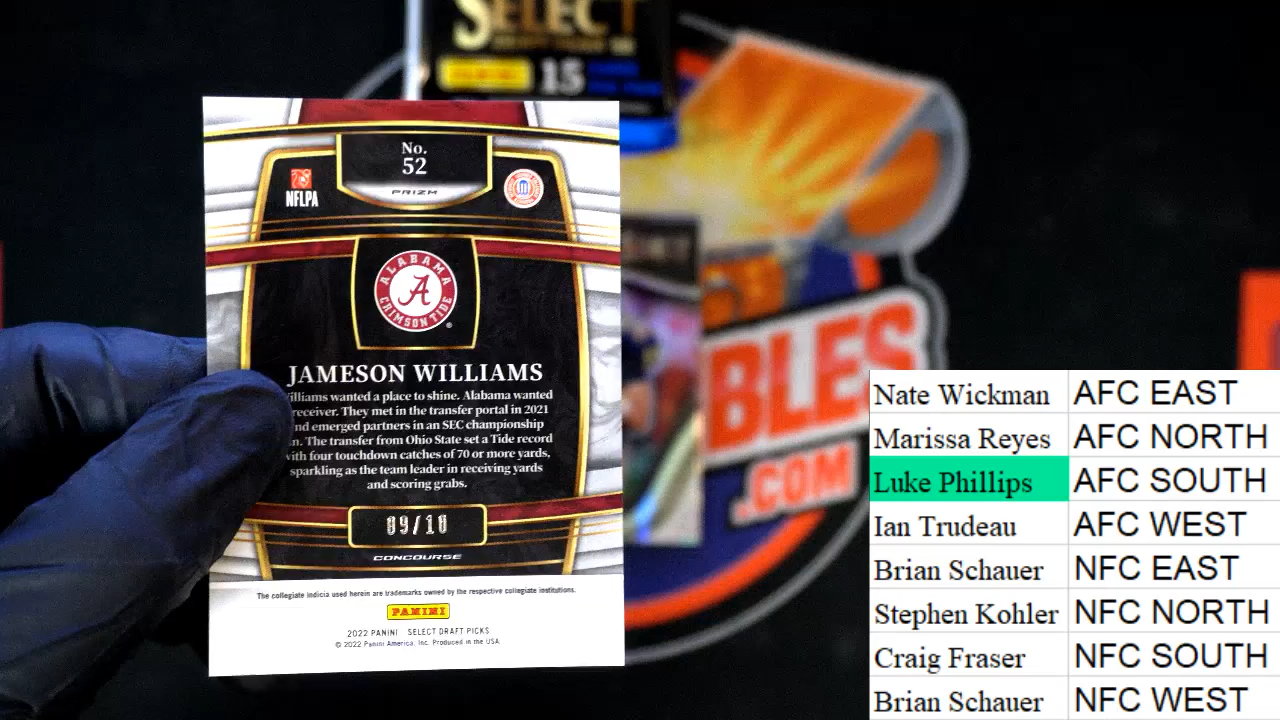 SELECT
PANINI 15
No.
52
PRIZM
NFLPA
ALABAMA
A
CRIMSON TIDE
JAMESON WILLIAMS
illiams wanted a place to shine. Alabama wanted
receiver. They met in the transfer portal in 2021
nd emerged partners in an SEC championship
n. The transfer from Ohio State set a Tide record
ith four touchdown catches of 70 or more yards,
sparkling as the team leader in receiving yards
and scoring grabs.
09/10
CONCOURSE
The collegiate indicia used herein are trademarks owned by the respective collegiate institutions.
PANINI
2022 PANINI SELECT DRAFT PICKS
© 2022 Panini America, Inc. Produced in the USA.
BLES
.COM
Nate Wickman AFC EAST
Marissa Reyes AFC NORTH
Luke Phillips AFC SOUTH
Ian Trudeau AFC WEST
Brian Schauer NFC EAST
Stephen Kohler NFC NORTH
Craig Fraser NFC SOUTH
Brian Schauer NFC WEST